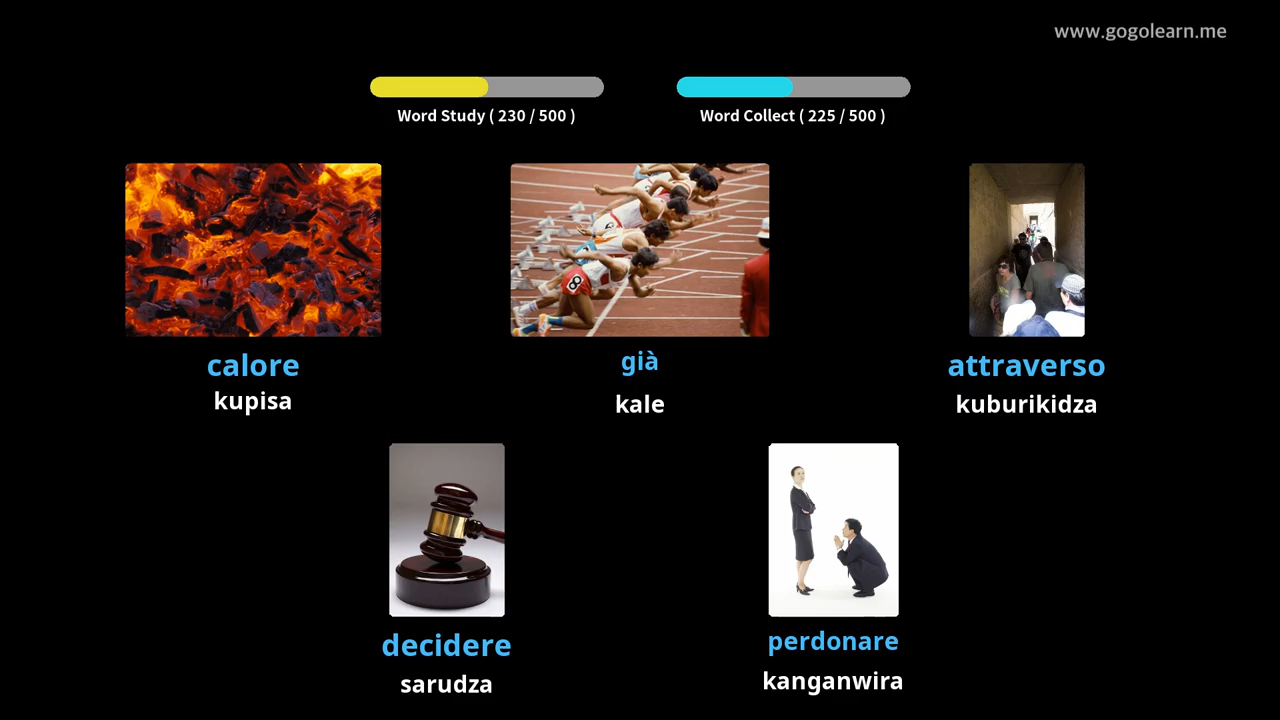 www.gogolearn.me
Word Study ( 230 / 500 )
Word Collect ( 225 / 500 )
calore
kupisa
già
kale
attraverso
kuburikidza
8
decidere
sarudza
perdonare
kanganwira